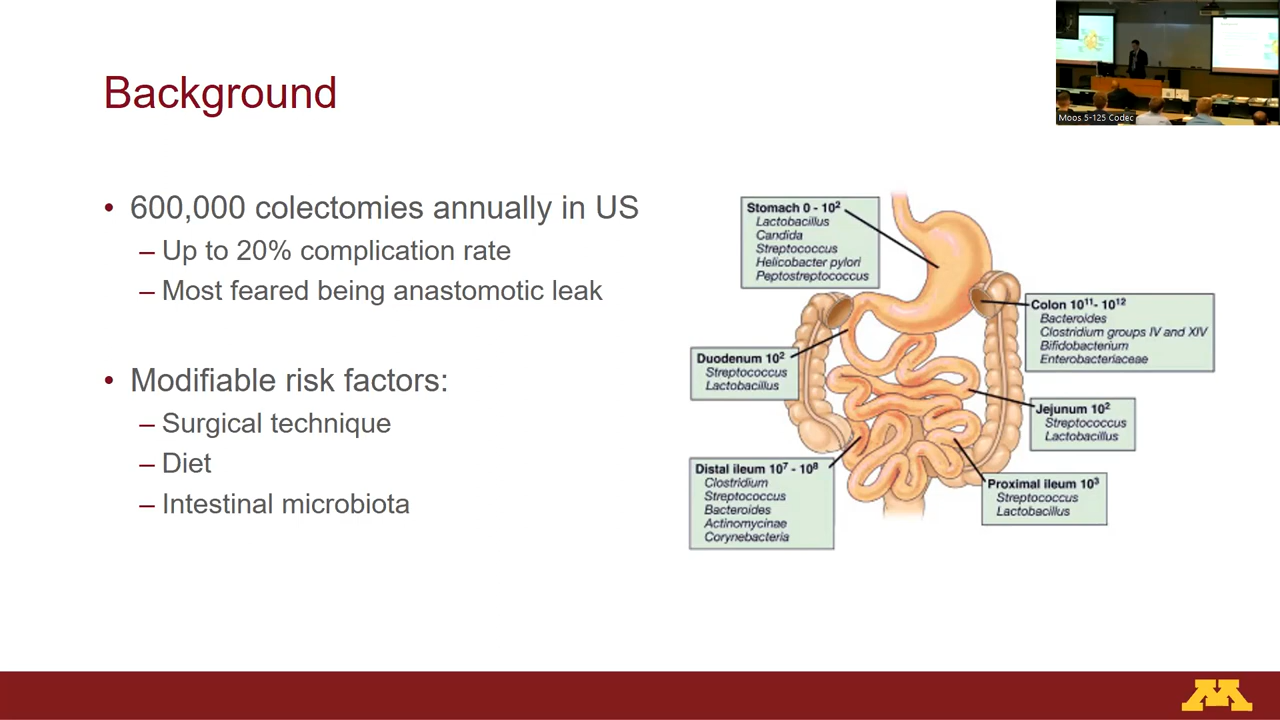 Background
• 600,000 colectomies annually in US
– Up to 20% complication rate
– Most feared being anastomotic leak
• Modifiable risk factors:
– Surgical technique
– Diet
– Intestinal microbiota
Stomach 0 - 10²
Lactobacillus
Candida
Streptococcus
Helicobacter pylori
Peptostreptococcus
Colon 10¹¹- 10¹²
Bacteroides
Clostridium groups IV and XIV
Bifidobacterium
Enterobacteriaceae
Duodenum 10²
Streptococcus
Lactobacillus
Jejunum 10²
Streptococcus
Lactobacillus
Distal ileum 10⁷ - 10⁸
Clostridium
Streptococcus
Bacteroides
Actinomycinae
Corynebacteria
Proximal ileum 10³
Streptococcus
Lactobacillus
Moos 5-125 Codec
M